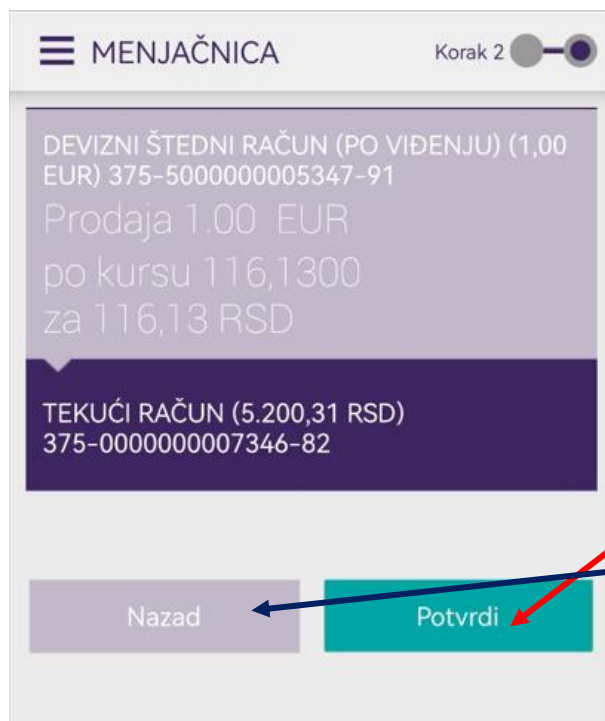 MENJAČNICA
Korak 2
DEVIZNI ŠTEDNI RAČUN (PO VIĐENJU) (1,00
EUR) 375-5000000005347-91
Prodaja 1.00 EUR
po kursu 116,1300
za 116,13 RSD
TEKUĆI RAČUN (5.200,31 RSD)
375-0000000007346-82
Nazad
Potvrdi